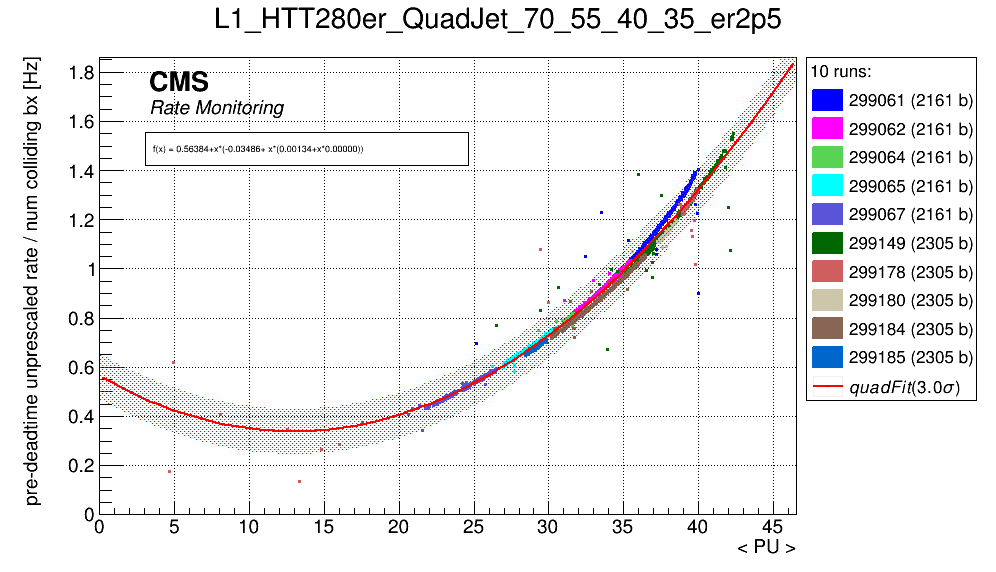 L1_HTT280er_QuadJet_70_55_40_35_er2p5
pre-deadtime unprescaled rate / num colliding bx [Hz]
CMS
Rate Monitoring
f(x) = 0.56384+x*(-0.03486+ x*(0.00134+x*0.00000))
1.8
1.6
1.4
1.2
1
0.8
0.6
0.4
0.2
0
0 5 10 15 20 25 30 35 40 45
< PU >
10 runs:
299061 (2161 b)
299062 (2161 b)
299064 (2161 b)
299065 (2161 b)
299067 (2161 b)
299149 (2305 b)
299178 (2305 b)
299180 (2305 b)
299184 (2305 b)
299185 (2305 b)
quadFit(3.0σ)